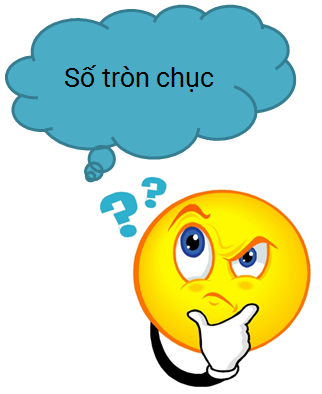 Số tròn chục
? ?